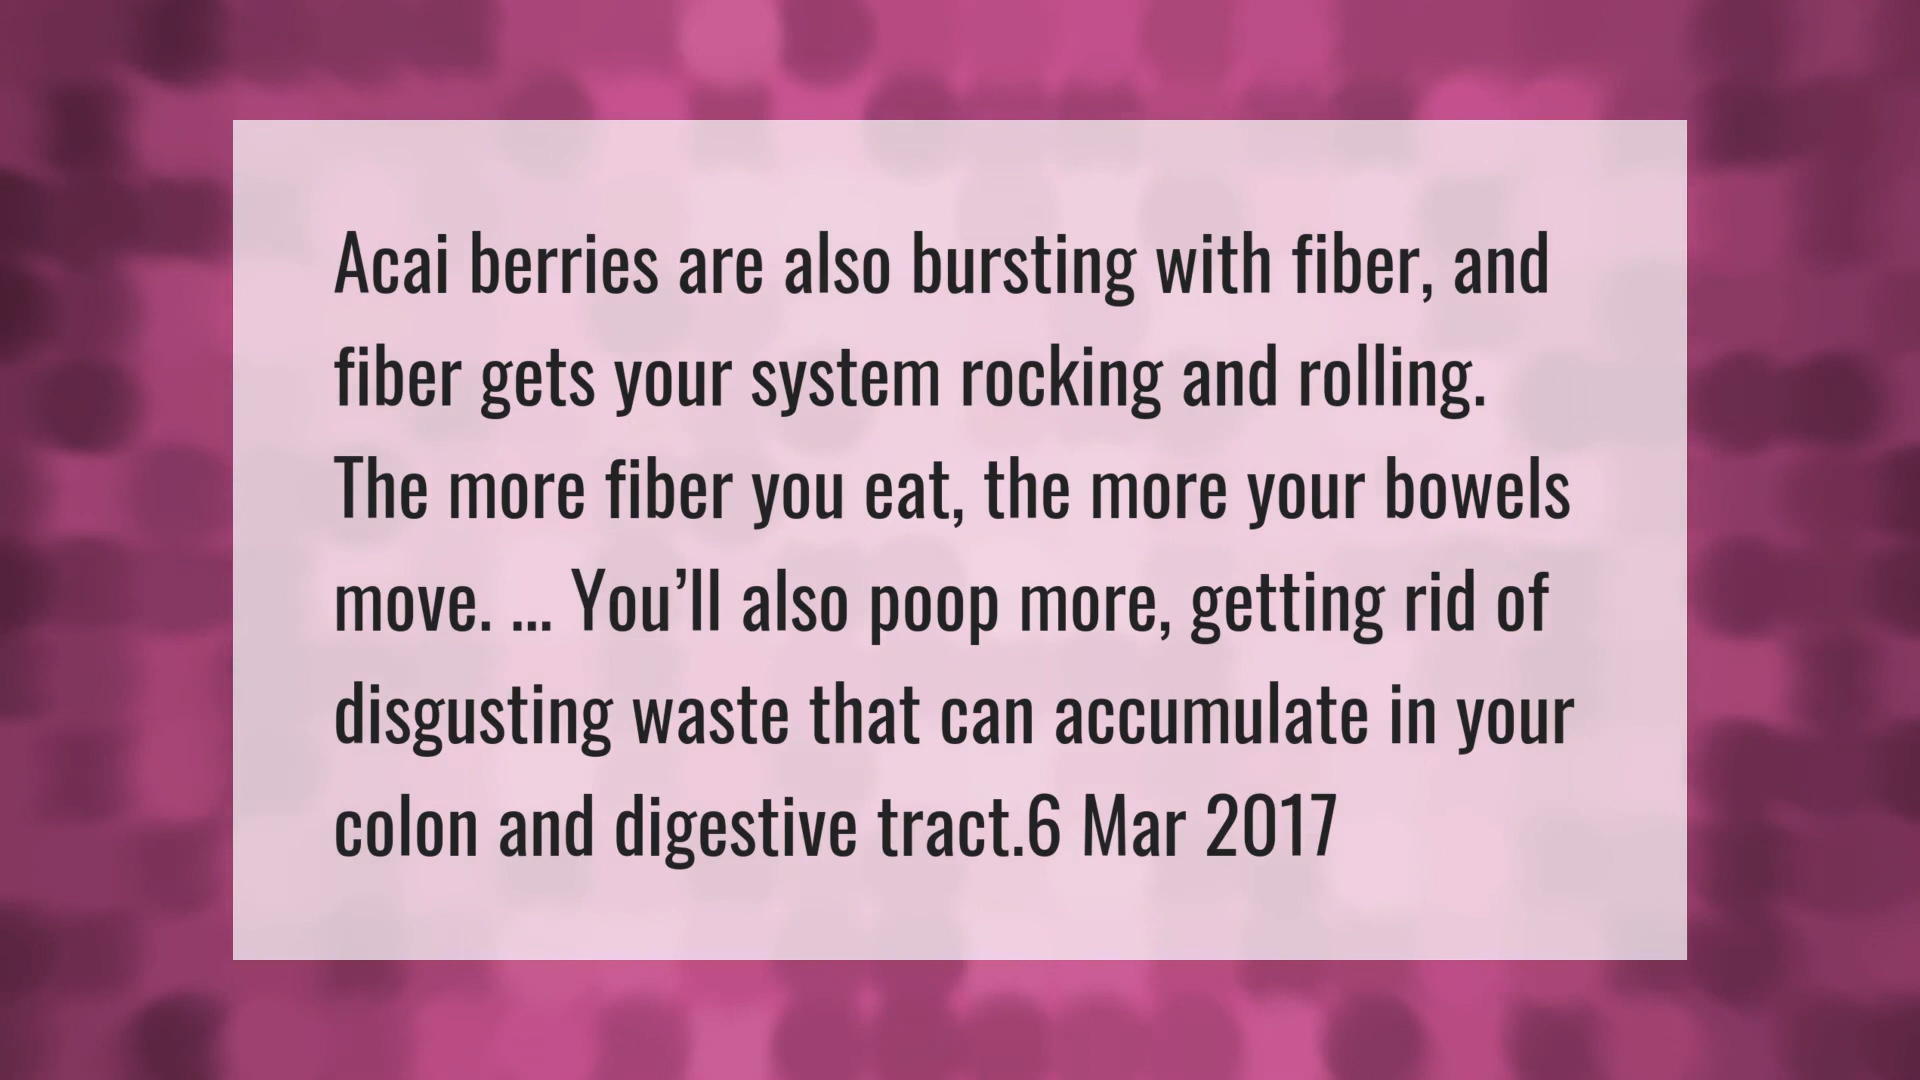 Acai berries are also bursting with fiber, and
fiber gets your system rocking and rolling.
The more fiber you eat, the more your bowels
move. ... You’ll also poop more, getting rid of
disgusting waste that can accumulate in your
colon and digestive tract.6 Mar 2017